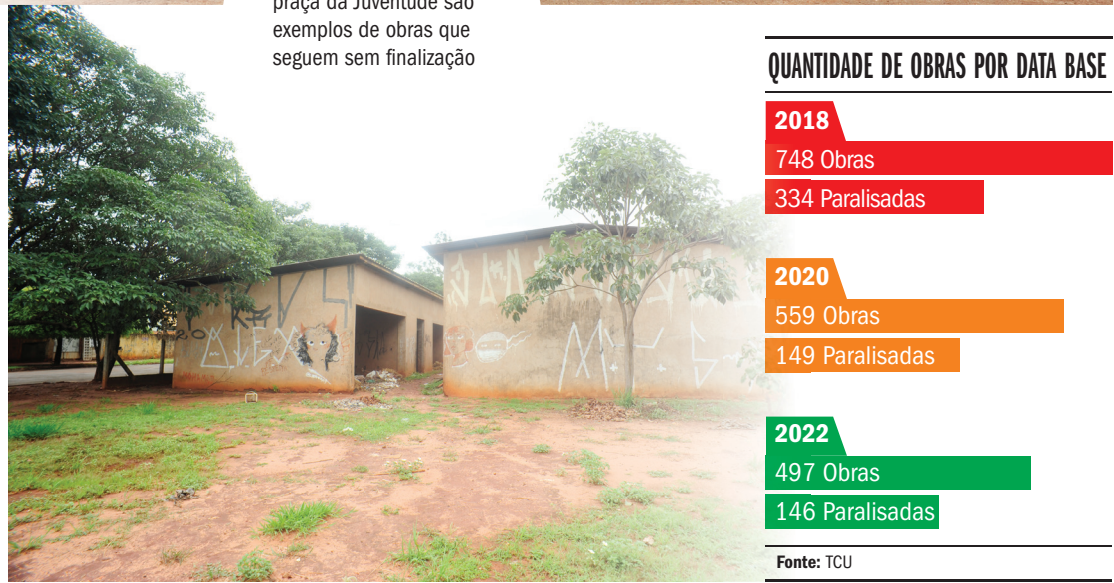 praça da Juventude são
exemplos de obras que
seguem sem finalização
QUANTIDADE DE OBRAS POR DATA BASE
2018
748 Obras
334 Paralisadas
2020
559 Obras
149 Paralisadas
2022
497 Obras
146 Paralisadas
Fonte: TCU